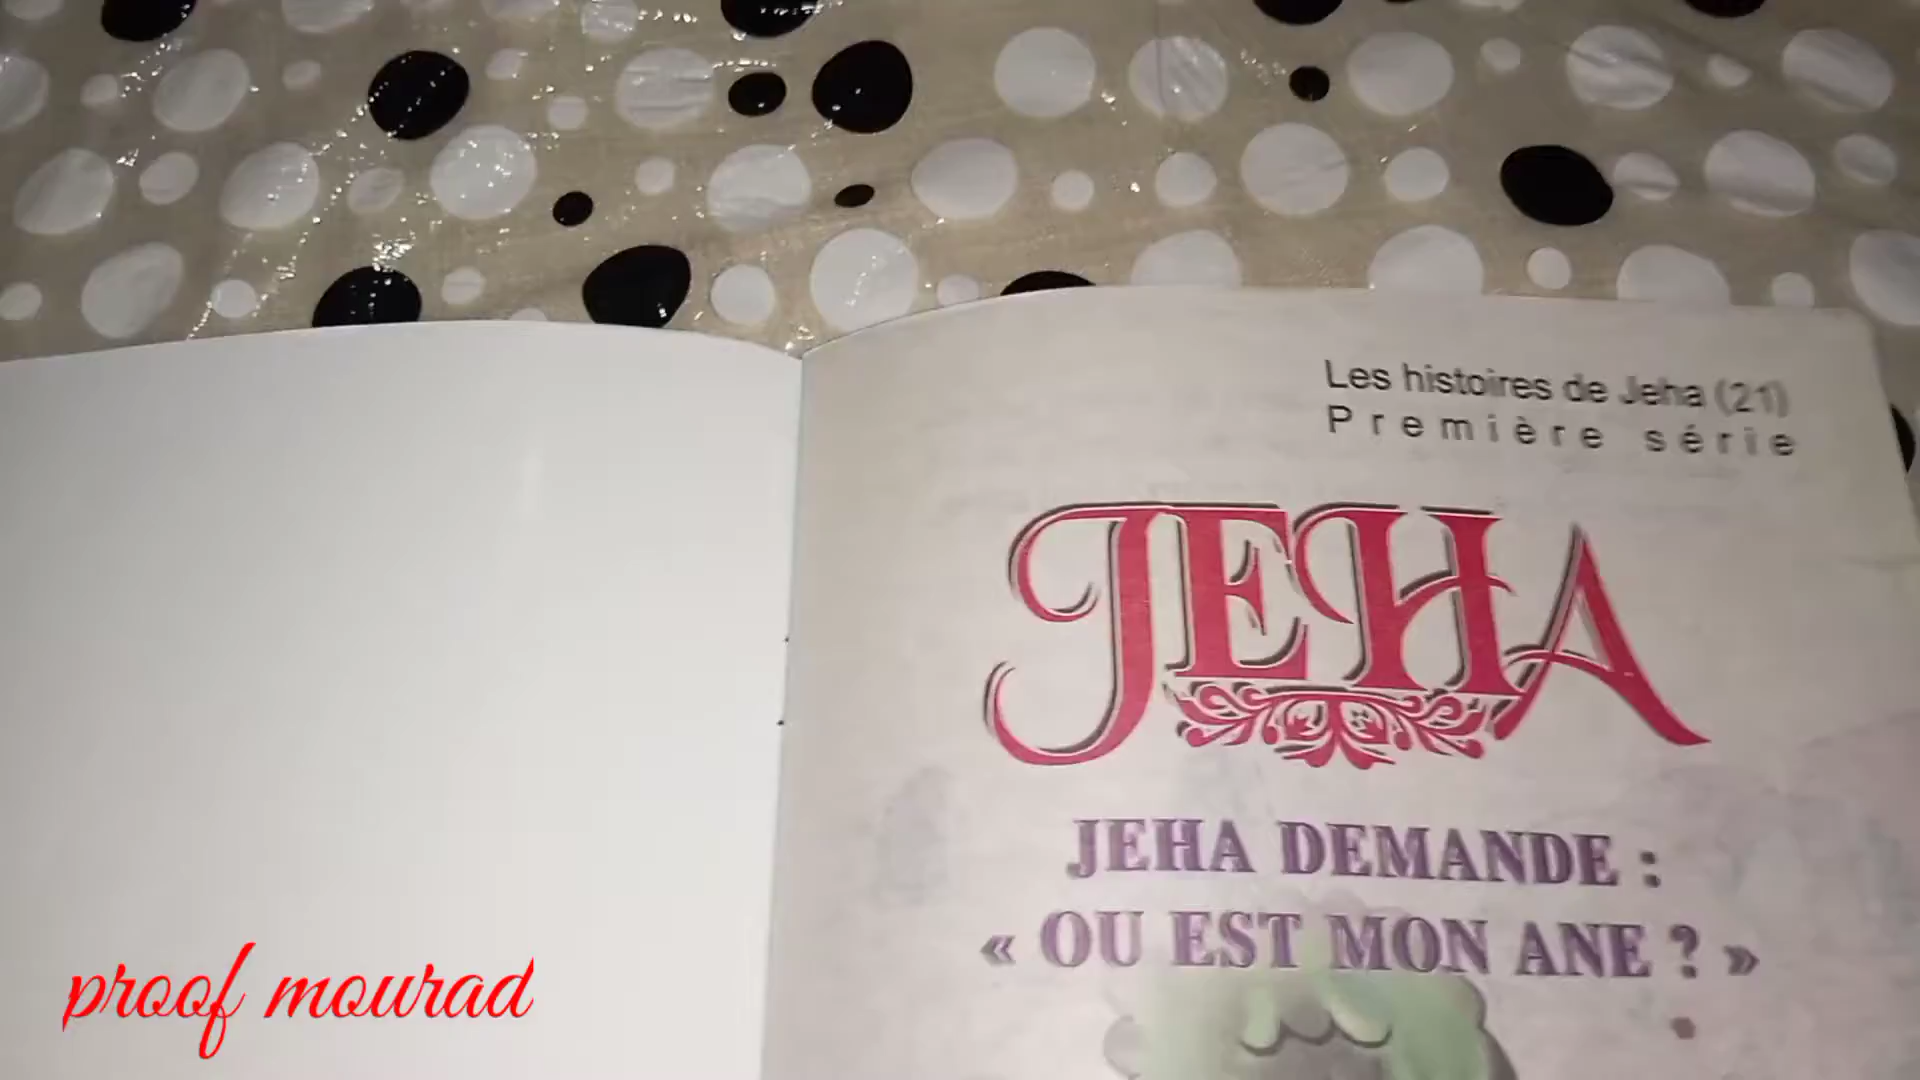 Les histoires de Jeha (21)
Première série
JEHA
JEHA DEMANDE :
« OU EST MON ANE ? »
proof mourad